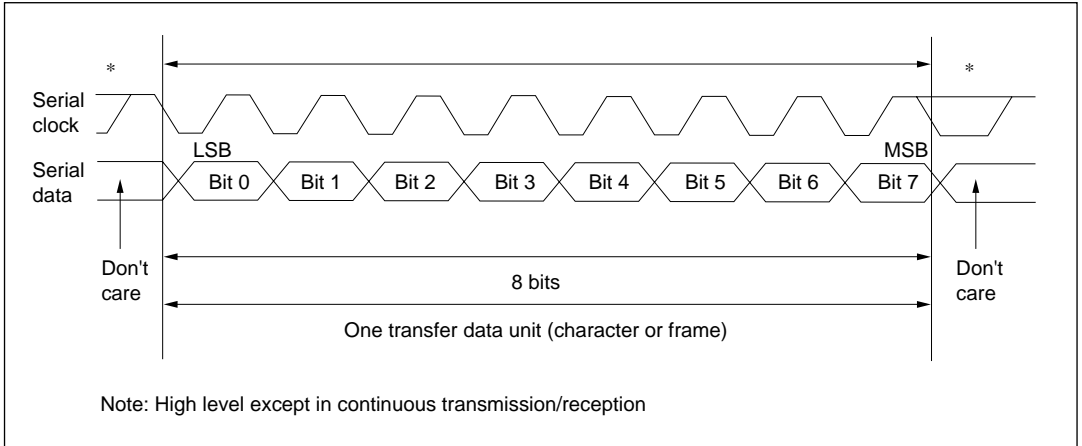 * *
Serial
clock
LSB MSB
Serial
data
Bit 0 Bit 1 Bit 2 Bit 3 Bit 4 Bit 5 Bit 6 Bit 7
Don't
care
8 bits
Don't
care
One transfer data unit (character or frame)
Note: High level except in continuous transmission/reception